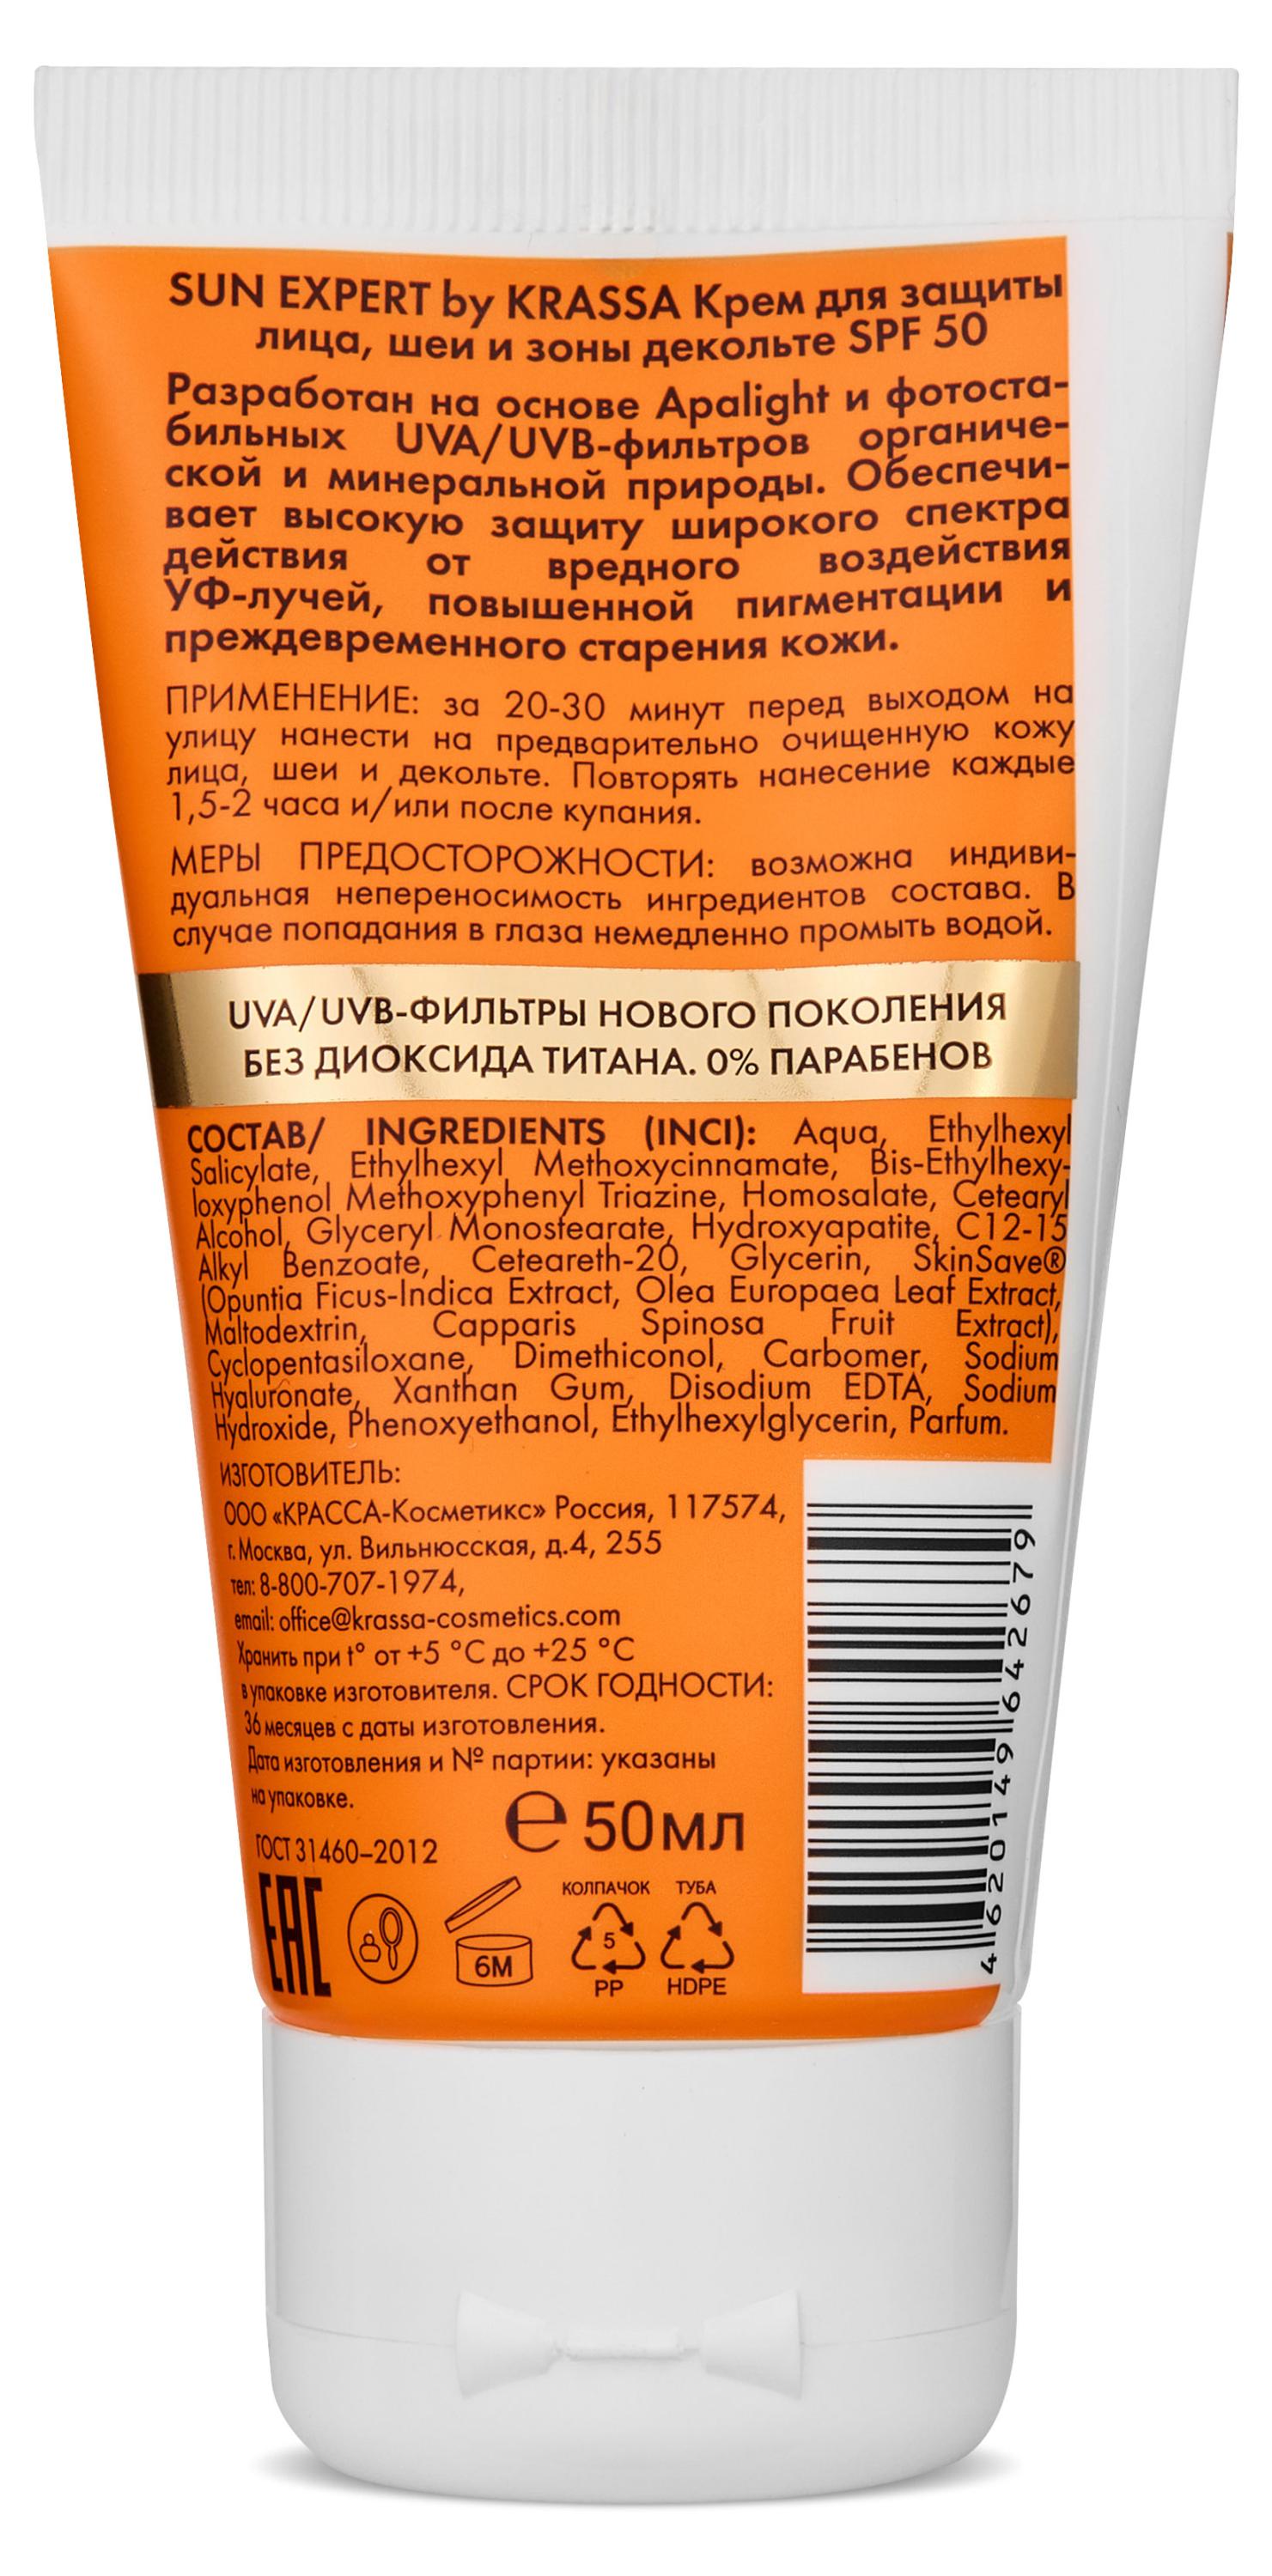 SUN EXPERT by KRASSA Крем для защиты
лица, шеи и зоны декольте SPF 50
Разработан на основе Apalight и фотоста-
бильных UVA/UVB-фильтров органиче-
ской и минеральной природы. Обеспечи-
вает высокую защиту широкого спектра
действия от вредного воздействия
УФ-лучей, повышенной пигментации и
преждевременного старения кожи.
ПРИМЕНЕНИЕ: за 20-30 минут перед выходом на
улицу нанести на предварительно очищенную кожу
лица, шеи и декольте. Повторять нанесение каждые
1,5-2 часа и/или после купания.
МЕРЫ ПРЕДОСТОРОЖНОСТИ: возможна индиви-
дуальная непереносимость ингредиентов состава. В
случае попадания в глаза немедленно промыть водой.
UVA/UVB-ФИЛЬТРЫ НОВОГО ПОКОЛЕНИЯ
БЕЗ ДИОКСИДА ТИТАНА. 0% ПАРАБЕНОВ
СОСТАВ/ INGREDIENTS (INCI): Aqua, Ethylhexyl
Salicylate, Ethylhexyl Methoxycinnamate, Bis-Ethylhexy-
loxyphenol Methoxyphenyl Triazine, Homosalate, Cetearyl
Alcohol, Glyceryl Monostearate, Hydroxyapatite, C12-15
Alkyl Benzoate, Ceteareth-20, Glycerin, SkinSave®
(Opuntia Ficus-Indica Extract, Olea Europaea Leaf Extract,
Maltodextrin, Capparis Spinosa Fruit Extract),
Cyclopentasiloxane, Dimethiconol, Carbomer, Sodium
Hyaluronate, Xanthan Gum, Disodium EDTA, Sodium
Hydroxide, Phenoxyethanol, Ethylhexylglycerin, Parfum.
ИЗГОТОВИТЕЛЬ:
ООО «КРАССА-Косметикс» Россия, 117574,
г. Москва, ул. Вильнюсская, д.4, 255
тел: 8-800-707-1974,
email: office@krassa-cosmetics.com
Хранить при t° от +5 °С до +25 °С
в упаковке изготовителя. СРОК ГОДНОСТИ:
36 месяцев с даты изготовления.
Дата изготовления и № партии: указаны
на упаковке.
℮ 50мл
ГОСТ 31460–2012
EAC
6M
КОЛПАЧОК
5
PP
ТУБА
HDPE
4620149642679